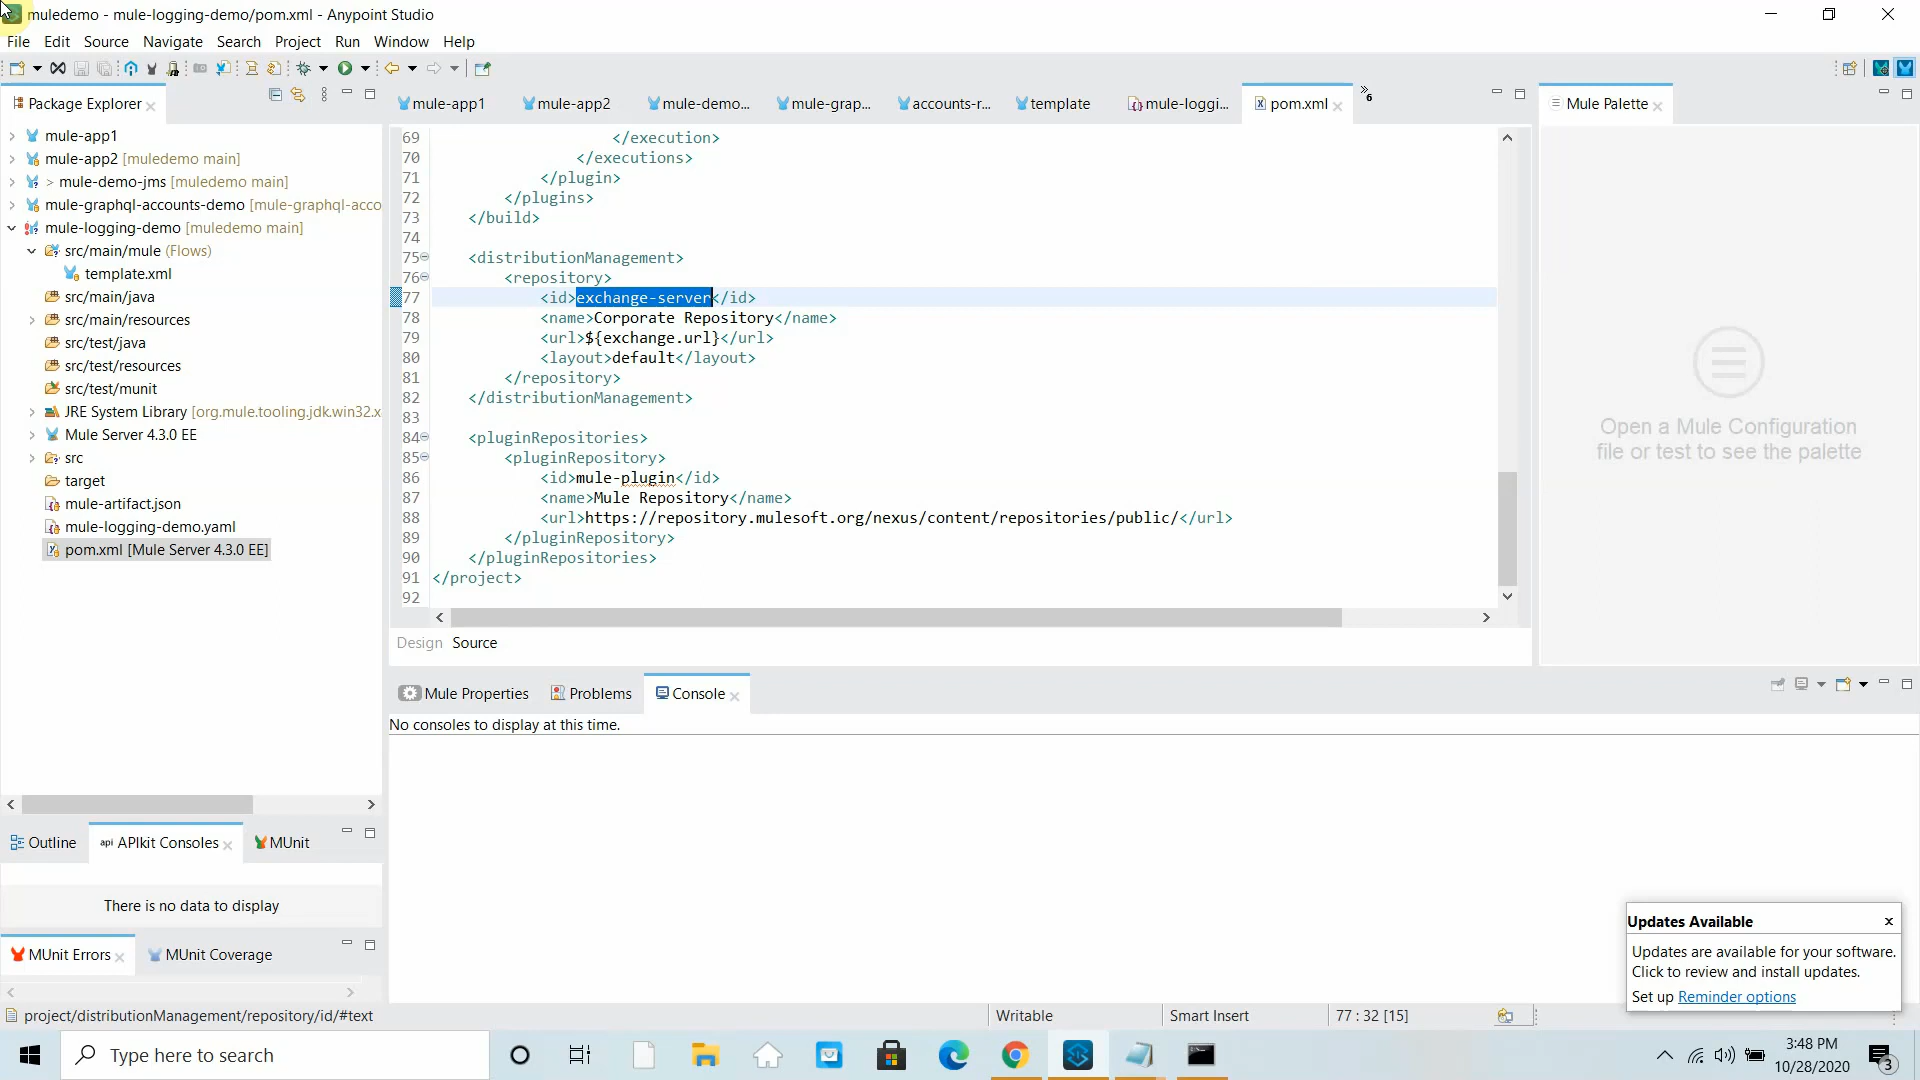 muledemo - mule-logging-demo/pom.xml - Anypoint Studio
File Edit Source Navigate Search Project Run Window Help
Package Explorer
mule-app1
mule-app2 [muledemo main]
> mule-demo-jms [muledemo main]
mule-graphql-accounts-demo [mule-graphql-acco
mule-logging-demo [muledemo main]
src/main/mule (Flows)
template.xml
src/main/java
src/main/resources
src/test/java
src/test/resources
src/test/munit
JRE System Library [org.mule.tooling.jdk.win32.x
Mule Server 4.3.0 EE
src
target
mule-artifact.json
mule-logging-demo.yaml
pom.xml [Mule Server 4.3.0 EE]
mule-app1 mule-app2 mule-demo... mule-grap... accounts-r... template mule-loggi... pom.xml 6
69 </execution>
70 </executions>
71 </plugin>
72 </plugins>
73 </build>
74
75 <distributionManagement>
76 <repository>
77 <id>exchange-server</id>
78 <name>Corporate Repository</name>
79 <url>${exchange.url}</url>
80 <layout>default</layout>
81 </repository>
82 </distributionManagement>
83
84 <pluginRepositories>
85 <pluginRepository>
86 <id>mule-plugin</id>
87 <name>Mule Repository</name>
88 <url>https://repository.mulesoft.org/nexus/content/repositories/public/</url>
89 </pluginRepository>
90 </pluginRepositories>
91 </project>
92
Design Source
Mule Palette
Open a Mule Configuration
file or test to see the palette
Mule Properties Problems Console
No consoles to display at this time.
Outline api APIkit Consoles MUnit
There is no data to display
MUnit Errors MUnit Coverage
Updates Available
Updates are available for your software.
Click to review and install updates.
Set up Reminder options
project/distributionManagement/repository/id/#text Writable Smart Insert 77 : 32 [15]
Type here to search
3:48 PM
10/28/2020
3